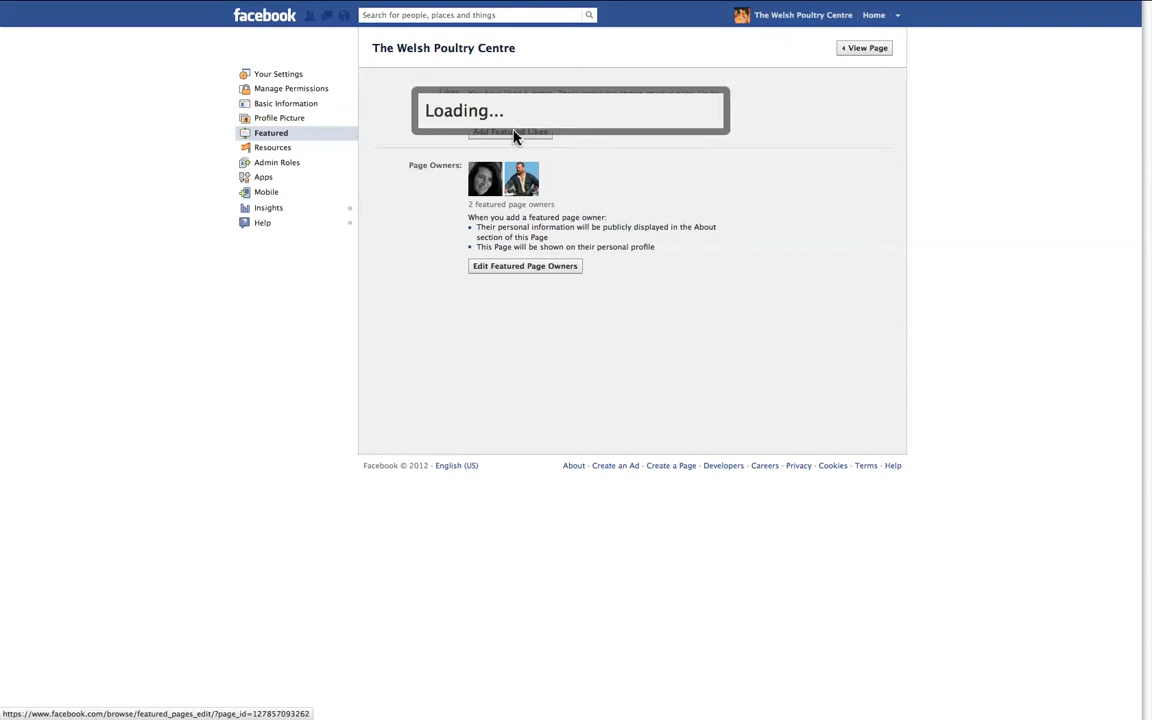 facebook
Search for people, places and things
The Welsh Poultry Centre
Home
The Welsh Poultry Centre
View Page
Your Settings
Manage Permissions
Basic Information
Profile Picture
Featured
Resources
Admin Roles
Apps
Mobile
Insights
Help
Loading...
Add Featured Likes
Page Owners:
2 featured page owners
When you add a featured page owner:
Their personal information will be publicly displayed in the About
section of this Page
This Page will be shown on their personal profile
Edit Featured Page Owners
Facebook © 2012 · English (US)
About · Create an Ad · Create a Page · Developers · Careers · Privacy · Cookies · Terms · Help
https://www.facebook.com/browse/featured_pages_edit/?page_id=127857093262